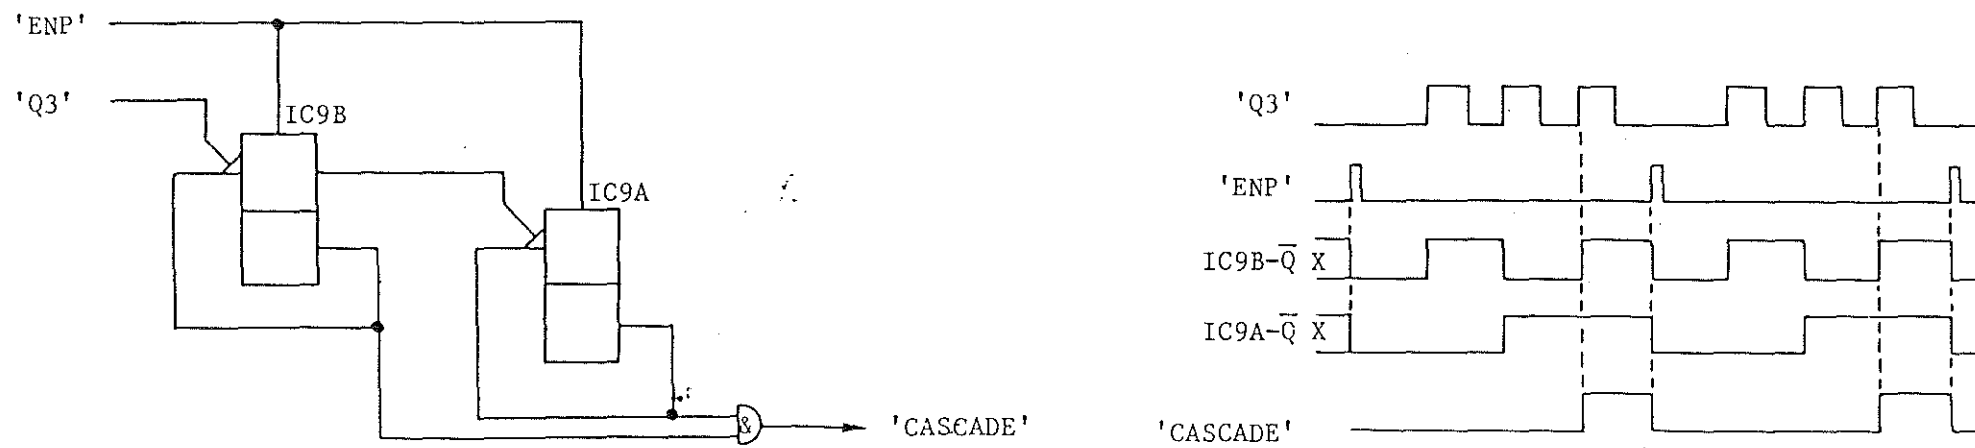 'ENP'
'Q3'
IC9B
IC9A
&
'CASCADE'
'Q3'
'ENP'
IC9B-Q̅ X
IC9A-Q̅ X
'CASCADE'